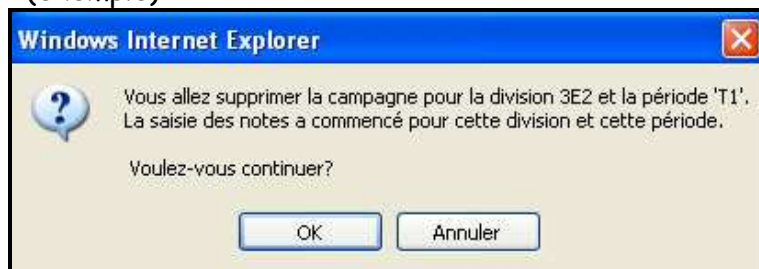 (exemple)
Windows Internet Explorer
Vous allez supprimer la campagne pour la division 3E2 et la période 'T1'.
La saisie des notes a commencé pour cette division et cette période.
Voulez-vous continuer?
OK
Annuler